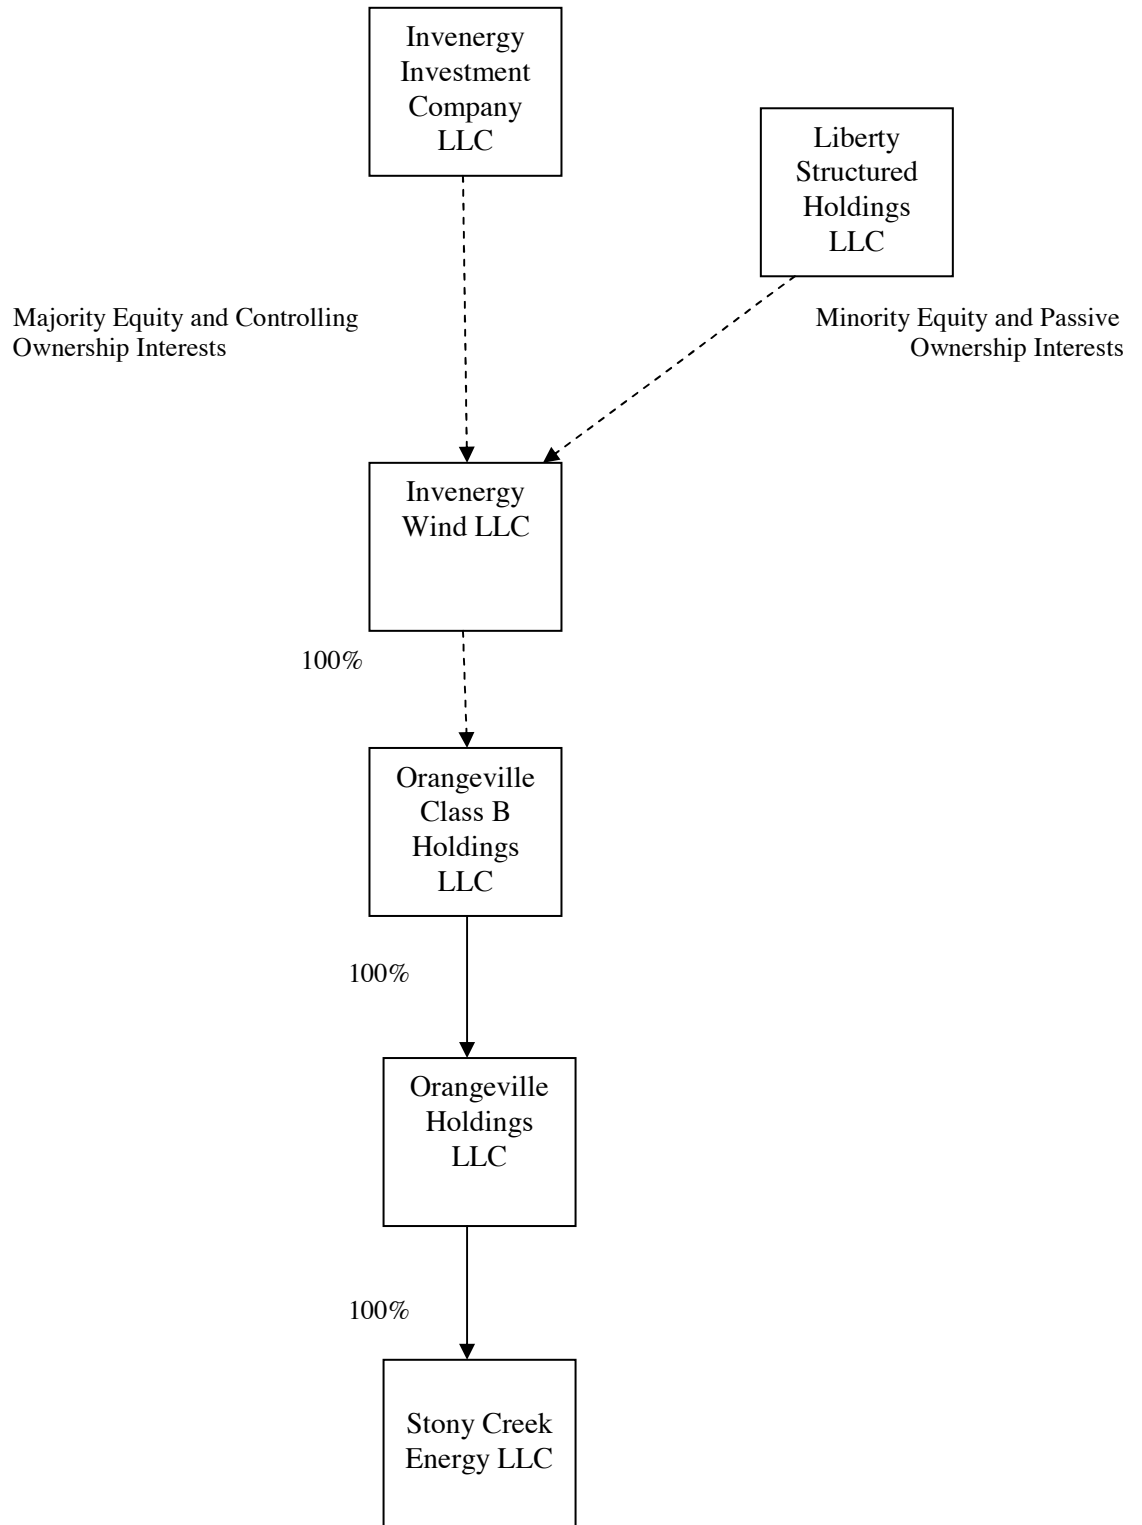 Invenergy
Investment
Company
LLC
Liberty
Structured
Holdings
LLC
Majority Equity and Controlling
Ownership Interests
Minority Equity and Passive
Ownership Interests
Invenergy
Wind LLC
100%
Orangeville
Class B
Holdings
LLC
100%
Orangeville
Holdings
LLC
100%
Stony Creek
Energy LLC